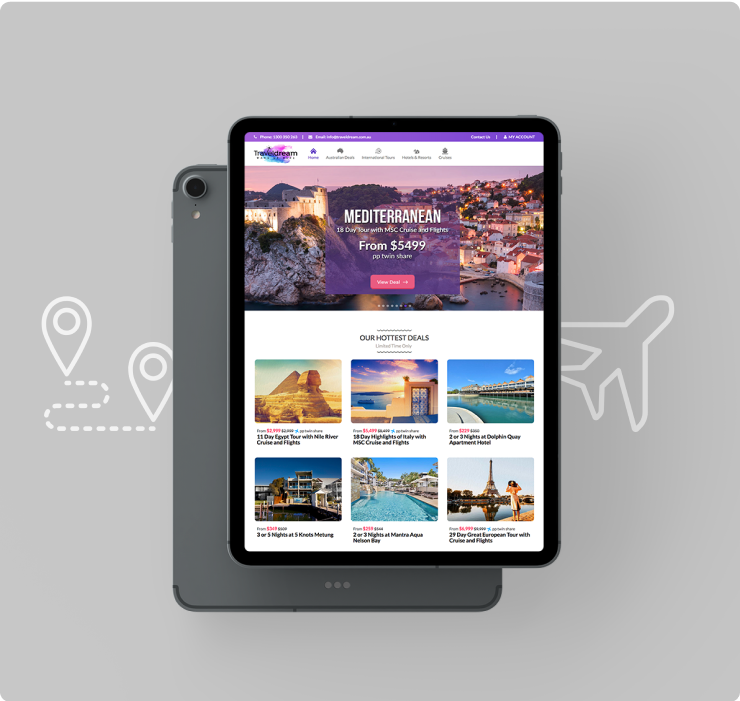 Phone: 1300 880 363 | Email: info@traveldream.com.au
Contact Us | MY ACCOUNT
Traveldream
Home Australian Deals International Tours Hotels & Resorts Cruises
MEDITERRANEAN
18 Day Tour with MSC Cruise and Flights
From $5499
pp twin share
View Deal
OUR HOTTEST DEALS
Limited Time Only
From $2,999 $3,999 pp twin share
11 Day Egypt Tour with Nile River
Cruise and Flights
From $5,499 $8,499 pp twin share
18 Day Highlights of Italy with
MSC Cruise and Flights
From $229
2 or 3 Nights at Dolphin Quay
Apartment Hotel
From $349 $509
3 or 5 Nights at 5 Knots Metung
From $259 $544
2 or 3 Nights at Mantra Aqua
Nelson Bay
From $6,999 $9,999 pp twin share
29 Day Great European Tour with
Cruise and Flights